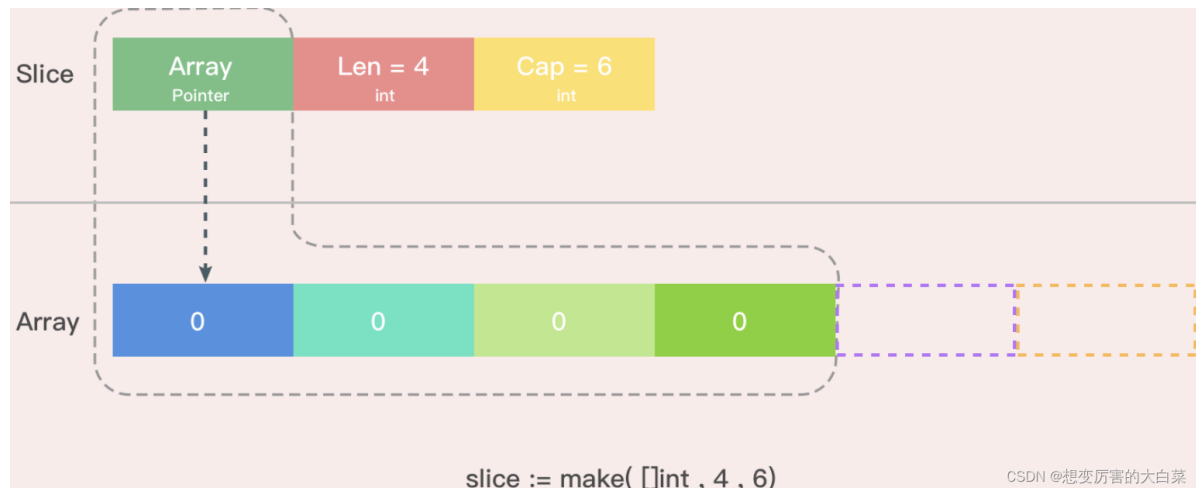 Slice
Array
Pointer
Len = 4
int
Cap = 6
int
Array
0
0
0
0
slice := make( []int , 4 , 6)
CSDN @想变厉害的大白菜